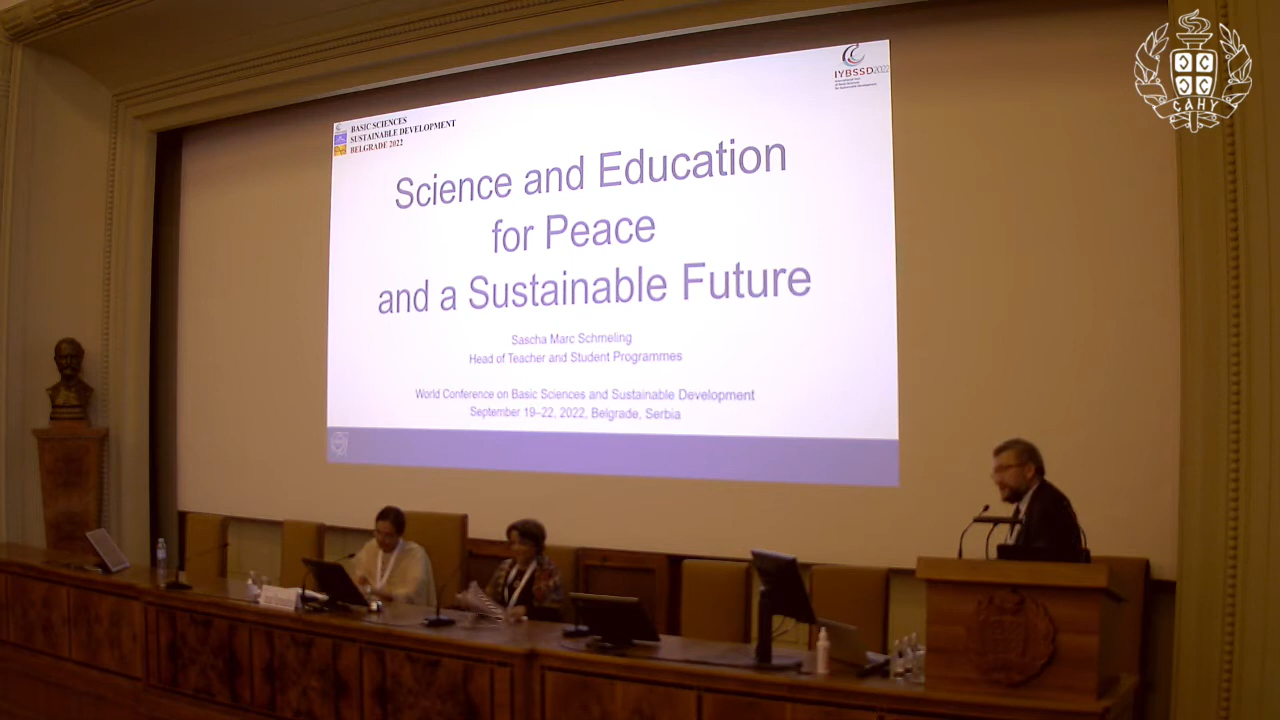 BASIC SCIENCES
SUSTAINABLE DEVELOPMENT
BELGRADE 2022
IYBSSD2022
Science and Education
for Peace
and a Sustainable Future
Sascha Marc Schmeling
Head of Teacher and Student Programmes
World Conference on Basic Sciences and Sustainable Development
September 19–22, 2022, Belgrade, Serbia
САНУ